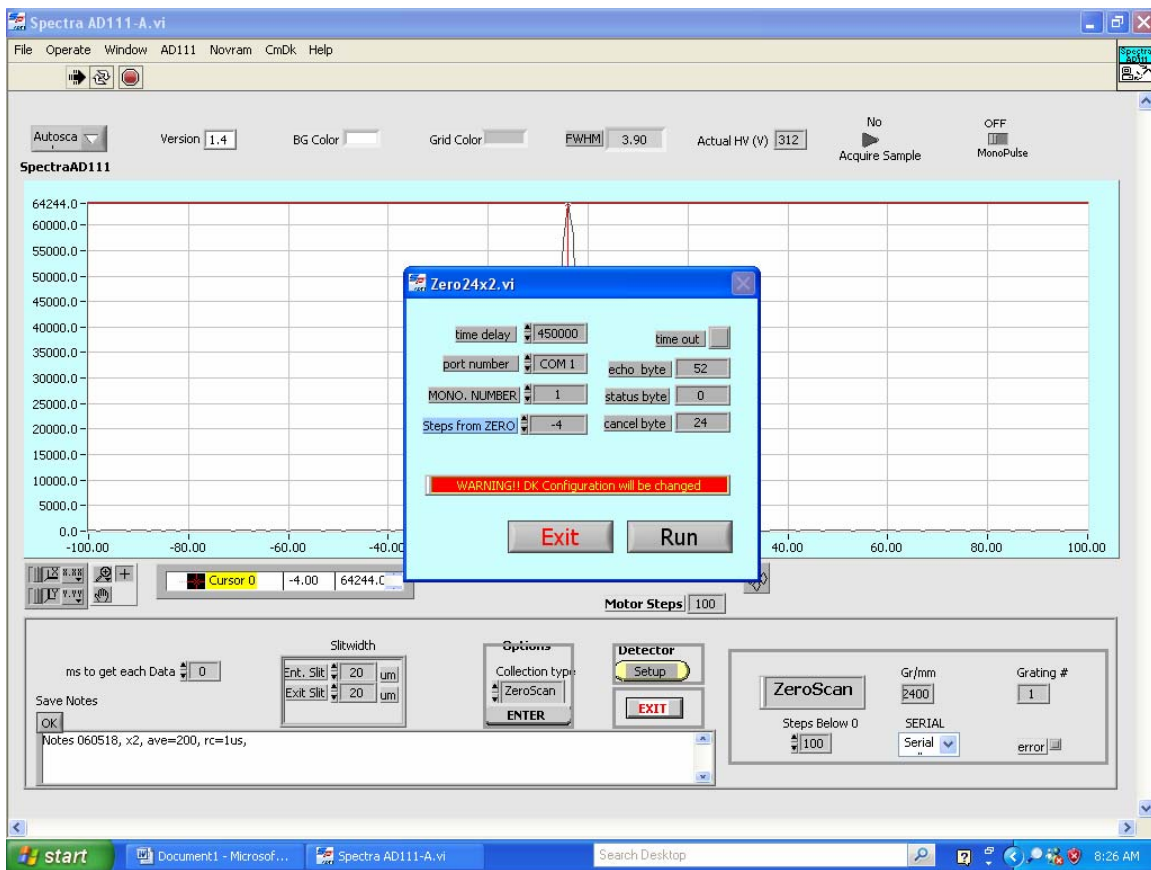 Spectra AD111-A.vi
File Operate Window AD111 Novram CmDk Help
Spectra
AD111
Autosca
Version 1.4
BG Color
Grid Color
FWHM 3.90
Actual HV (V) 312
No
Acquire Sample
OFF
MonoPulse
SpectraAD111
64244.0
60000.0
55000.0
50000.0
45000.0
40000.0
35000.0
30000.0
25000.0
20000.0
15000.0
10000.0
5000.0
0.0
-100.00 -80.00 -60.00 -40.00 40.00 60.00 80.00 100.00
Zero24x2.vi
time delay 450000
time out
port number COM 1
echo byte 52
MONO. NUMBER 1
status byte 0
Steps from ZERO -4
cancel byte 24
WARNING!! DK Configuration will be changed
Exit Run
X X.XX
Y Y.YY
Cursor 0 -4.00 64244.0
Motor Steps 100
ms to get each Data 0
Slitwidth
Ent. Slit 20 um
Exit Slit 20 um
Options
Collection type
ZeroScan
ENTER
Detector
Setup
EXIT
ZeroScan
Gr/mm
2400
Grating #
1
Steps Below 0
100
SERIAL
Serial
error
Save Notes
OK
Notes 060518, x2, ave=200, rc=1us,
start Document1 - Microsof... Spectra AD111-A.vi Search Desktop 8:26 AM